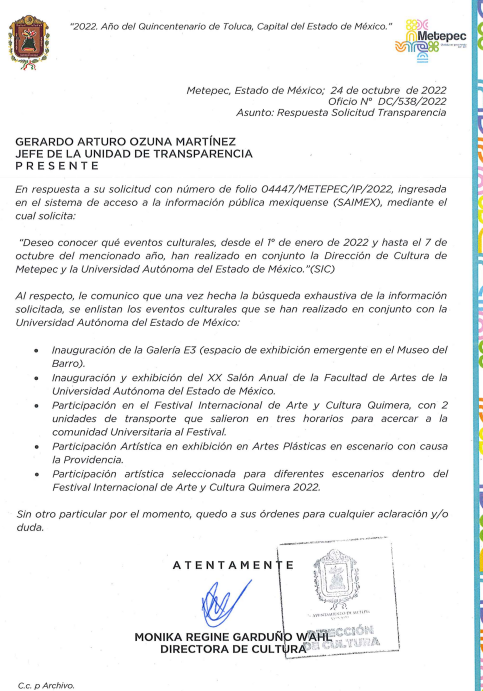 "2022. Año del Quincentenario de Toluca, Capital del Estado de México."
Metepec
Metepec, Estado de México; 24 de octubre de 2022
Oficio N° DC/538/2022
Asunto: Respuesta Solicitud Transparencia
GERARDO ARTURO OZUNA MARTÍNEZ
JEFE DE LA UNIDAD DE TRANSPARENCIA
P R E S E N T E
En respuesta a su solicitud con número de folio 04447/METEPEC/IP/2022, ingresada
en el sistema de acceso a la información pública mexiquense (SAIMEX), mediante el
cual solicita:
"Deseo conocer qué eventos culturales, desde el 1° de enero de 2022 y hasta el 7 de
octubre del mencionado año, han realizado en conjunto la Dirección de Cultura de
Metepec y la Universidad Autónoma del Estado de México."(SIC)
Al respecto, le comunico que una vez hecha la búsqueda exhaustiva de la información
solicitada, se enlistan los eventos culturales que se han realizado en conjunto con la
Universidad Autónoma del Estado de México:
• Inauguración de la Galería E3 (espacio de exhibición emergente en el Museo del
Barro).
• Inauguración y exhibición del XX Salón Anual de la Facultad de Artes de la
Universidad Autónoma del Estado de México.
• Participación en el Festival Internacional de Arte y Cultura Quimera, con 2
unidades de transporte que salieron en tres horarios para acercar a la
comunidad Universitaria al Festival.
• Participación Artística en exhibición en Artes Plásticas en escenario con causa
la Providencia.
• Participación artística seleccionada para diferentes escenarios dentro del
Festival Internacional de Arte y Cultura Quimera 2022.
Sin otro particular por el momento, quedo a sus órdenes para cualquier aclaración y/o
duda.
A T E N T A M E N T E
AYUNTAMIENTO DE METEPEC
DIRECCIÓN
DE CULTURA
MONIKA REGINE GARDUÑO WAHL
DIRECTORA DE CULTURA
C.c. p Archivo.